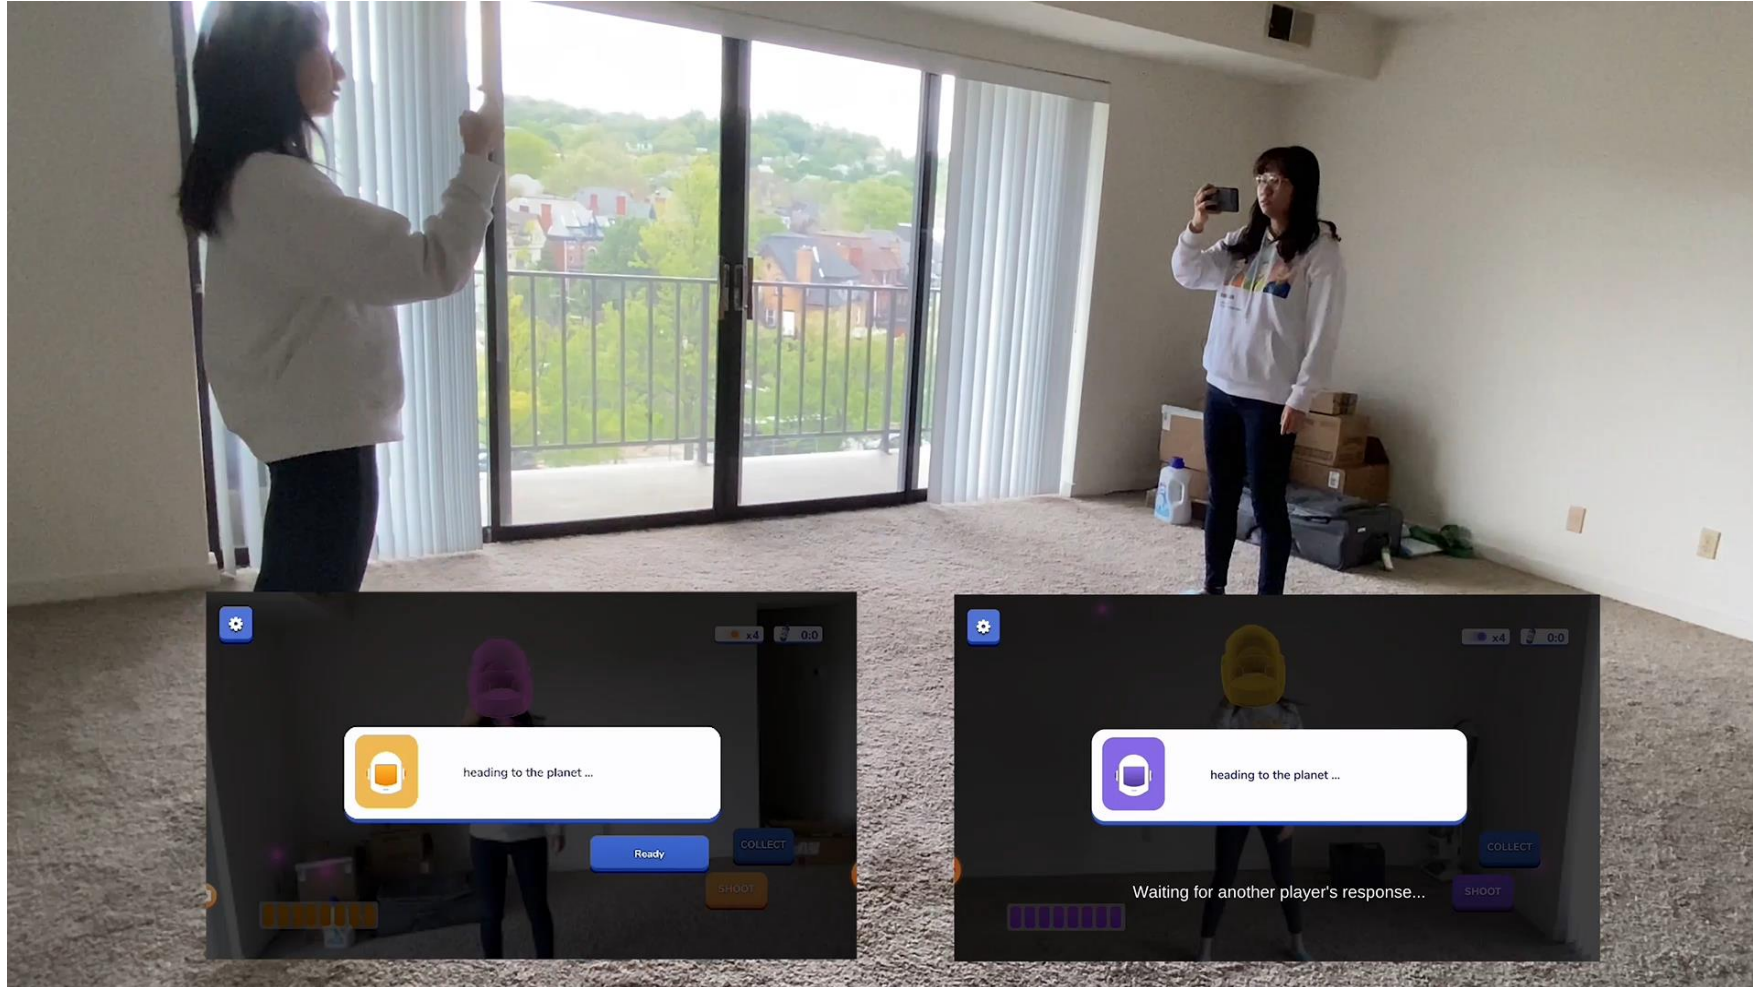 x4
0:0
heading to the planet ...
Ready
COLLECT
SHOOT
x4
0:0
heading to the planet ...
COLLECT
Waiting for another player's response...
SHOOT